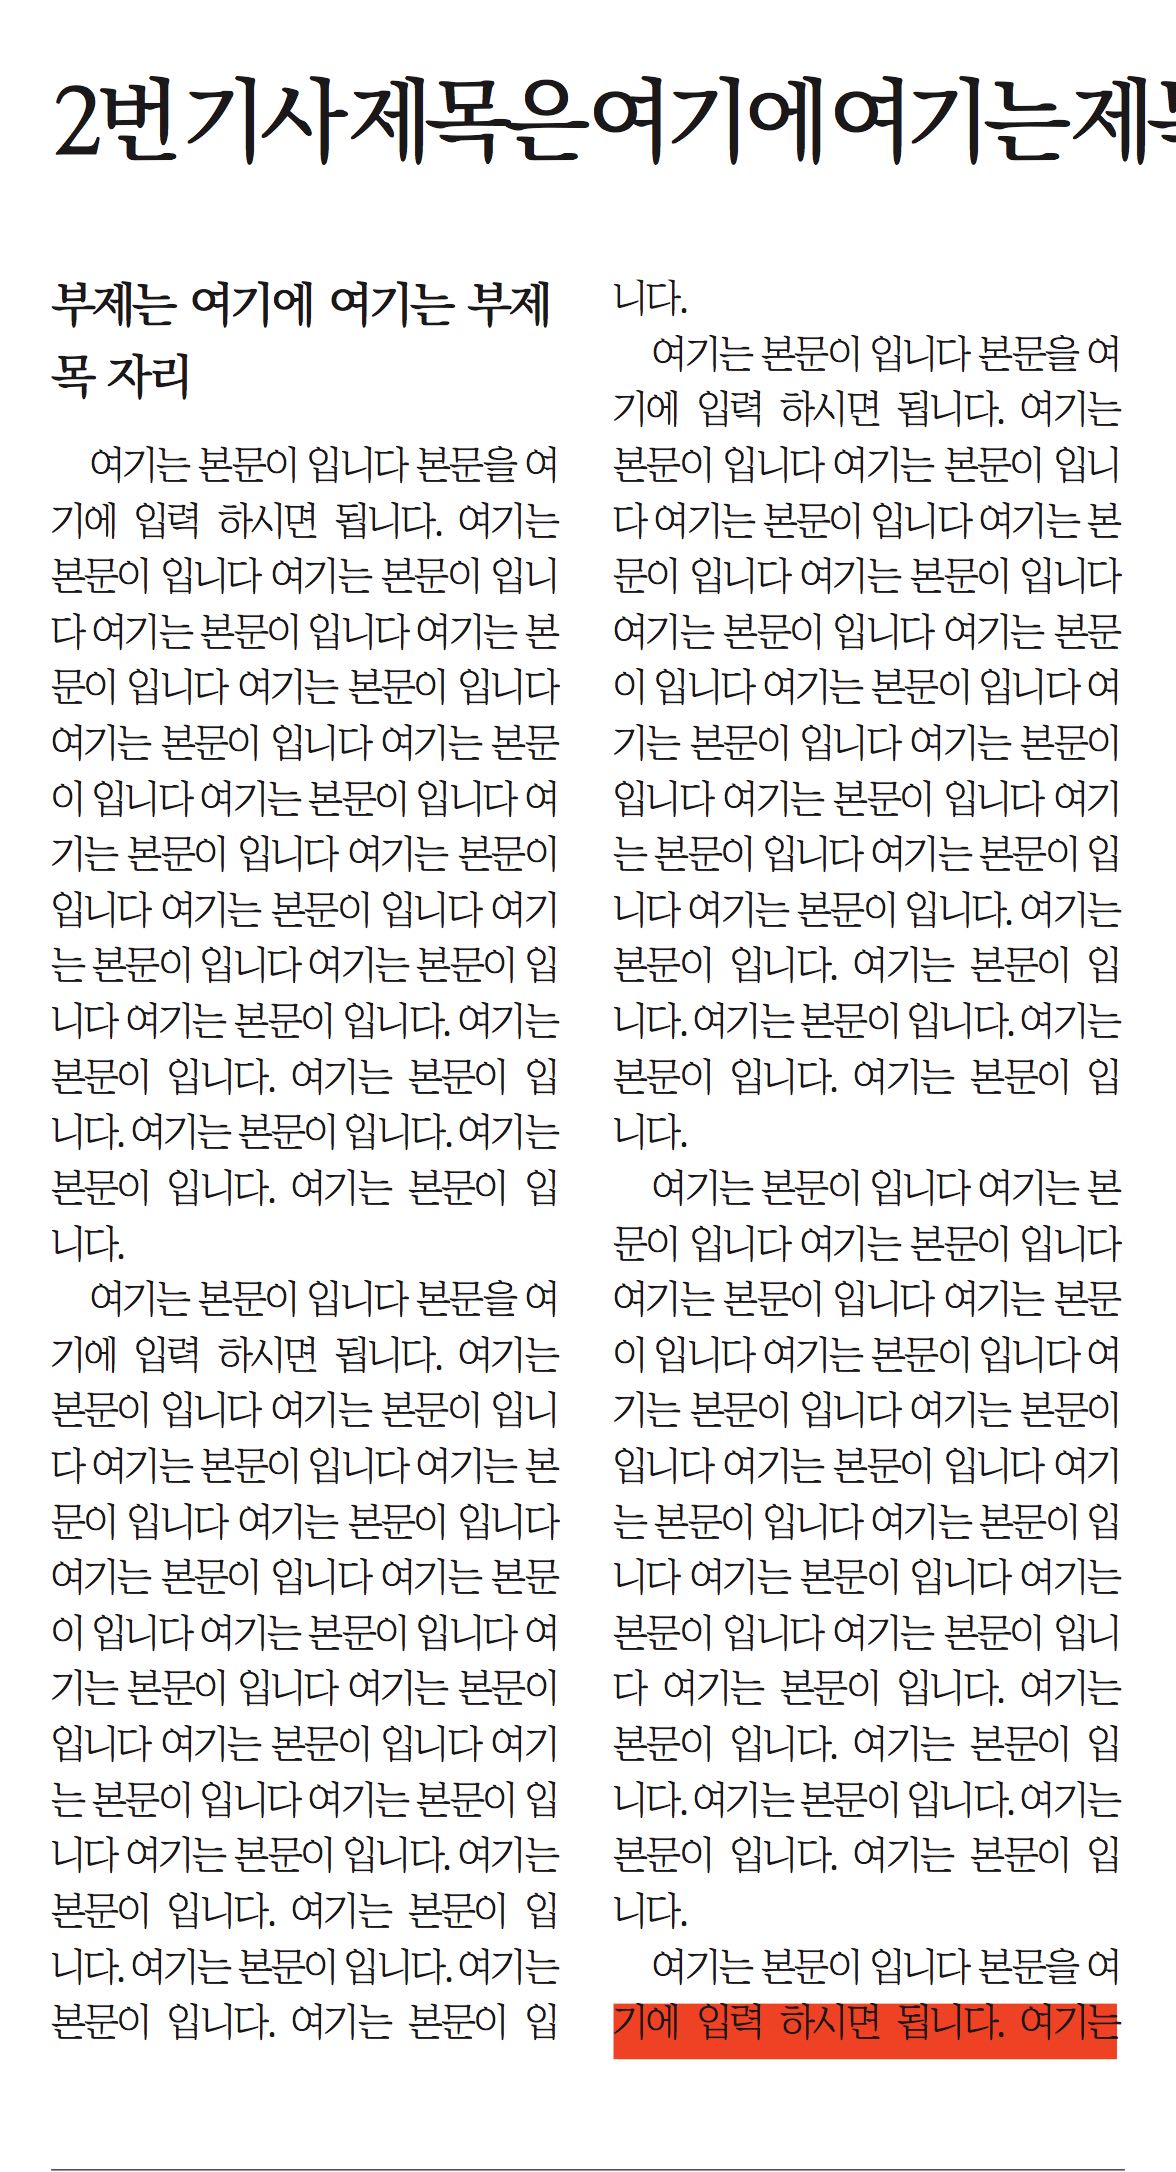 2번 기사 제목은 여기에 여기는 제
부제는 여기에 여기는 부제
목 자리
여기는 본문이 입니다 본문을 여
기에 입력 하시면 됩니다. 여기는
본문이 입니다 여기는 본문이 입니
다 여기는 본문이 입니다 여기는 본
문이 입니다 여기는 본문이 입니다
여기는 본문이 입니다 여기는 본문
이 입니다 여기는 본문이 입니다 여
기는 본문이 입니다 여기는 본문이
입니다 여기는 본문이 입니다 여기
는 본문이 입니다 여기는 본문이 입
니다 여기는 본문이 입니다. 여기는
본문이 입니다. 여기는 본문이 입
니다. 여기는 본문이 입니다. 여기는
본문이 입니다. 여기는 본문이 입
니다.
여기는 본문이 입니다 본문을 여
기에 입력 하시면 됩니다. 여기는
본문이 입니다 여기는 본문이 입니
다 여기는 본문이 입니다 여기는 본
문이 입니다 여기는 본문이 입니다
여기는 본문이 입니다 여기는 본문
이 입니다 여기는 본문이 입니다 여
기는 본문이 입니다 여기는 본문이
입니다 여기는 본문이 입니다 여기
는 본문이 입니다 여기는 본문이 입
니다 여기는 본문이 입니다. 여기는
본문이 입니다. 여기는 본문이 입
니다. 여기는 본문이 입니다. 여기는
본문이 입니다. 여기는 본문이 입
니다.
여기는 본문이 입니다 본문을 여
기에 입력 하시면 됩니다. 여기는
본문이 입니다 여기는 본문이 입니
다 여기는 본문이 입니다 여기는 본
문이 입니다 여기는 본문이 입니다
여기는 본문이 입니다 여기는 본문
이 입니다 여기는 본문이 입니다 여
기는 본문이 입니다 여기는 본문이
입니다 여기는 본문이 입니다 여기
는 본문이 입니다 여기는 본문이 입
니다 여기는 본문이 입니다. 여기는
본문이 입니다. 여기는 본문이 입
니다. 여기는 본문이 입니다. 여기는
본문이 입니다. 여기는 본문이 입
니다.
여기는 본문이 입니다 여기는 본
문이 입니다 여기는 본문이 입니다
여기는 본문이 입니다 여기는 본문
이 입니다 여기는 본문이 입니다 여
기는 본문이 입니다 여기는 본문이
입니다 여기는 본문이 입니다 여기
는 본문이 입니다 여기는 본문이 입
니다 여기는 본문이 입니다 여기는
본문이 입니다 여기는 본문이 입니
다 여기는 본문이 입니다. 여기는
본문이 입니다. 여기는 본문이 입
니다. 여기는 본문이 입니다. 여기는
본문이 입니다. 여기는 본문이 입
니다.
여기는 본문이 입니다 본문을 여
기에 입력 하시면 됩니다. 여기는